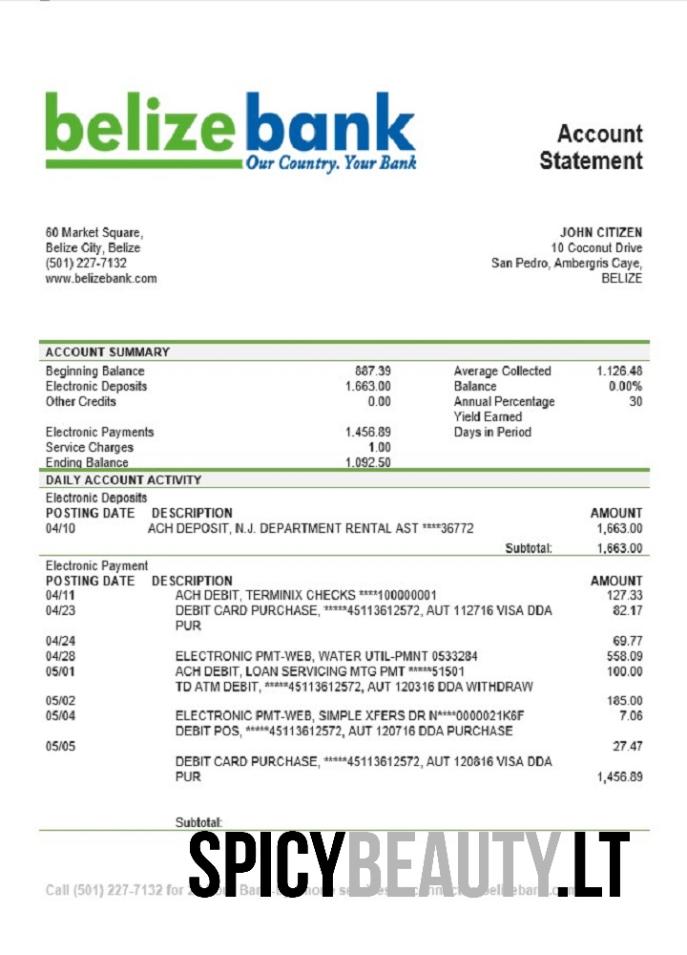 belizebank
Our Country. Your Bank
Account
Statement
60 Market Square,
Belize City, Belize
(501) 227-7132
www.belizebank.com
JOHN CITIZEN
10 Coconut Drive
San Pedro, Ambergris Caye,
BELIZE
ACCOUNT SUMMARY
Beginning Balance 887.39 Average Collected 1.126.48
Electronic Deposits 1.663.00 Balance 0.00%
Other Credits 0.00 Annual Percentage 30
Yield Earned
Electronic Payments 1.456.89 Days in Period
Service Charges 1.00
Ending Balance 1.092.50
DAILY ACCOUNT ACTIVITY
Electronic Deposits
POSTING DATE DESCRIPTION AMOUNT
04/10 ACH DEPOSIT, N.J. DEPARTMENT RENTAL AST ****36772 1,663.00
Subtotal: 1,663.00
Electronic Payment
POSTING DATE DESCRIPTION AMOUNT
04/11 ACH DEBIT, TERMINIX CHECKS ****100000001 127.33
04/23 DEBIT CARD PURCHASE, *****45113612572, AUT 112716 VISA DDA 82.17
PUR
04/24 69.77
04/28 ELECTRONIC PMT-WEB, WATER UTIL-PMNT 0533284 558.09
05/01 ACH DEBIT, LOAN SERVICING MTG PMT *****51501 100.00
TD ATM DEBIT, *****45113612572, AUT 120316 DDA WITHDRAW
05/02 185.00
05/04 ELECTRONIC PMT-WEB, SIMPLE XFERS DR N****0000021K6F 7.06
DEBIT POS, *****45113612572, AUT 120716 DDA PURCHASE
05/05 27.47
DEBIT CARD PURCHASE, *****45113612572, AUT 120816 VISA DDA
PUR 1,456.89
Subtotal:
SPICYBEAUTY.LT
Call (501) 227-7132 for